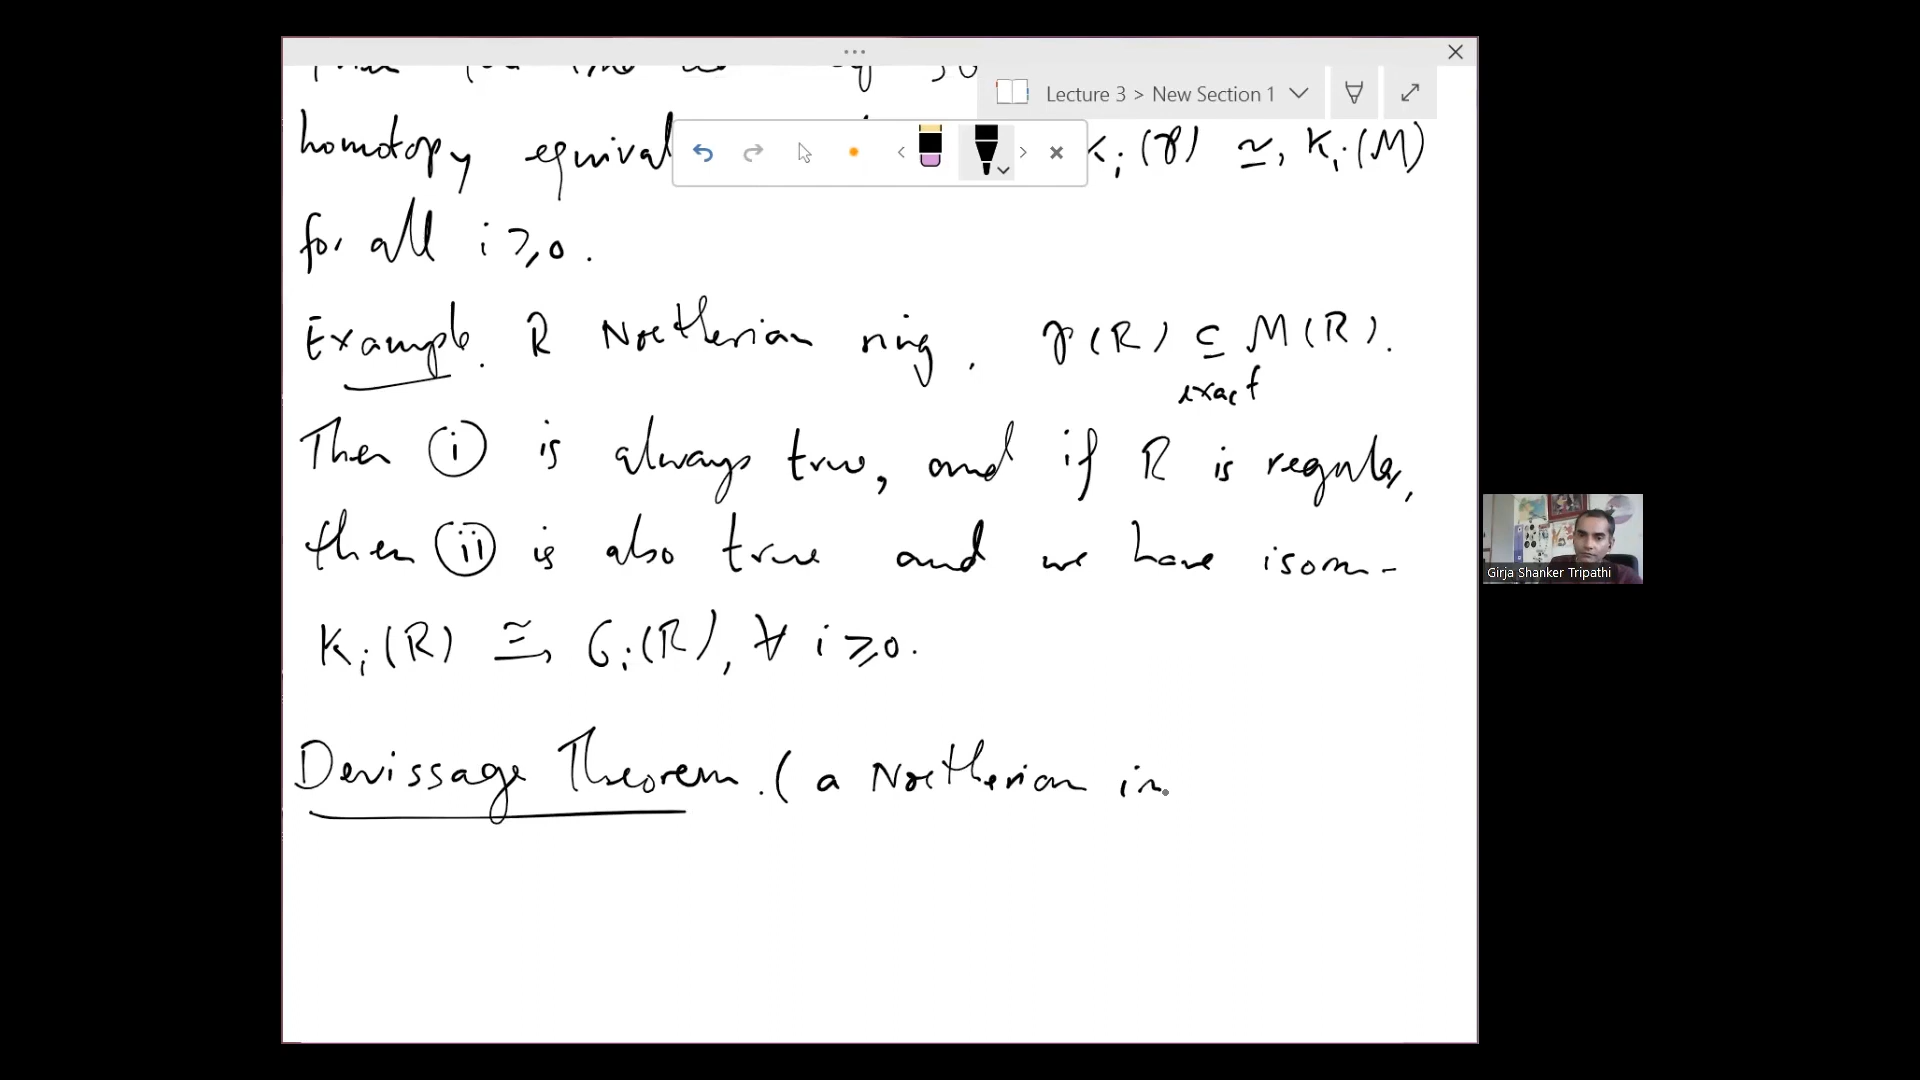 Lecture 3 > New Section 1
homotopy equival K_i(𝒫) ≃, K_i(M)
for all i ≥ 0.
Example. R Noetherian ring. 𝒫(R) ⊆ M(R).
exact
Then (i) is always true, and if R is regular,
then (ii) is also true and we have isom-
K_i(R) ≅, G_i(R), ∀ i ≥ 0.
Devissage Theorem. (a Noetherian in
Girja Shanker Tripathi